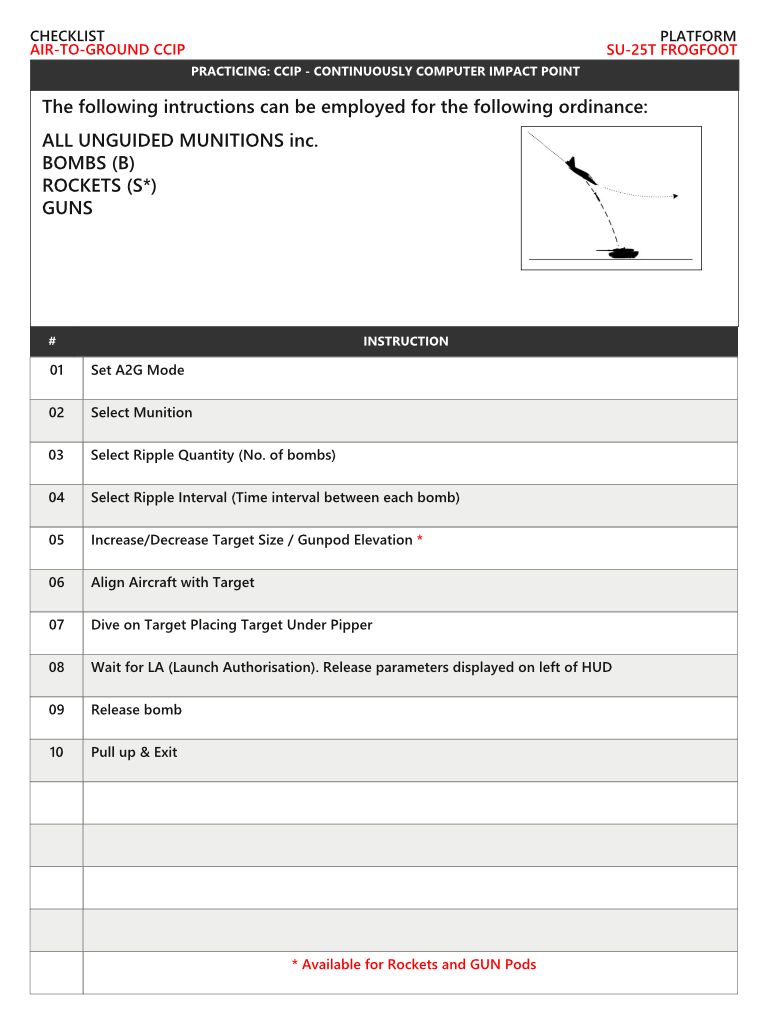 CHECKLIST
PLATFORM
AIR-TO-GROUND CCIP
SU-25T FROGFOOT
PRACTICING: CCIP - CONTINUOUSLY COMPUTER IMPACT POINT
The following intructions can be employed for the following ordinance:
ALL UNGUIDED MUNITIONS inc.
BOMBS (B)
ROCKETS (S*)
GUNS
# INSTRUCTION
01 Set A2G Mode
02 Select Munition
03 Select Ripple Quantity (No. of bombs)
04 Select Ripple Interval (Time interval between each bomb)
05 Increase/Decrease Target Size / Gunpod Elevation *
06 Align Aircraft with Target
07 Dive on Target Placing Target Under Pipper
08 Wait for LA (Launch Authorisation). Release parameters displayed on left of HUD
09 Release bomb
10 Pull up & Exit
* Available for Rockets and GUN Pods